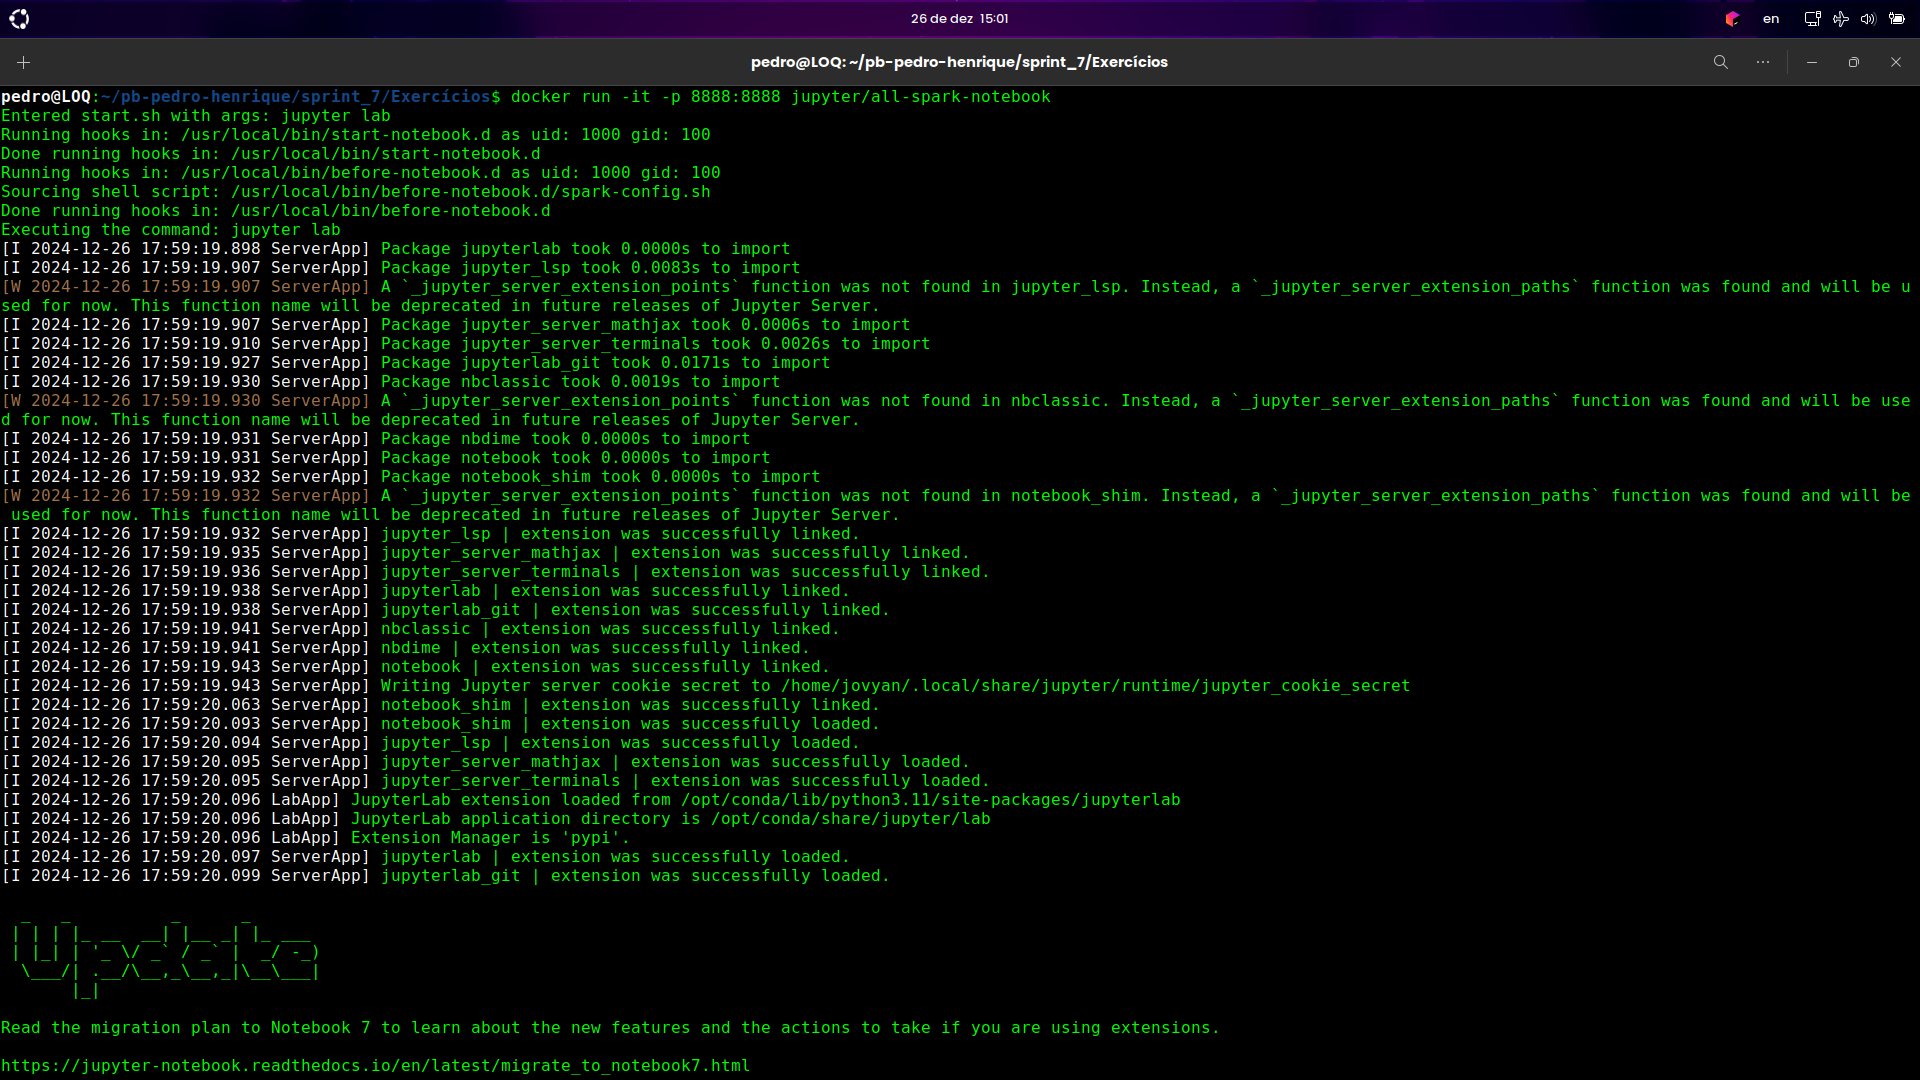 26 de dez 15:01
en
pedro@LOQ: ~/pb-pedro-henrique/sprint_7/Exercícios
pedro@LOQ:~/pb-pedro-henrique/sprint_7/Exercícios$ docker run -it -p 8888:8888 jupyter/all-spark-notebook
Entered start.sh with args: jupyter lab
Running hooks in: /usr/local/bin/start-notebook.d as uid: 1000 gid: 100
Done running hooks in: /usr/local/bin/start-notebook.d
Running hooks in: /usr/local/bin/before-notebook.d as uid: 1000 gid: 100
Sourcing shell script: /usr/local/bin/before-notebook.d/spark-config.sh
Done running hooks in: /usr/local/bin/before-notebook.d
Executing the command: jupyter lab
[I 2024-12-26 17:59:19.898 ServerApp] Package jupyterlab took 0.0000s to import
[I 2024-12-26 17:59:19.907 ServerApp] Package jupyter_lsp took 0.0083s to import
[W 2024-12-26 17:59:19.907 ServerApp] A `_jupyter_server_extension_points` function was not found in jupyter_lsp. Instead, a `_jupyter_server_extension_paths` function was found and will be u
sed for now. This function name will be deprecated in future releases of Jupyter Server.
[I 2024-12-26 17:59:19.907 ServerApp] Package jupyter_server_mathjax took 0.0006s to import
[I 2024-12-26 17:59:19.910 ServerApp] Package jupyter_server_terminals took 0.0026s to import
[I 2024-12-26 17:59:19.927 ServerApp] Package jupyterlab_git took 0.0171s to import
[I 2024-12-26 17:59:19.930 ServerApp] Package nbclassic took 0.0019s to import
[W 2024-12-26 17:59:19.930 ServerApp] A `_jupyter_server_extension_points` function was not found in nbclassic. Instead, a `_jupyter_server_extension_paths` function was found and will be use
d for now. This function name will be deprecated in future releases of Jupyter Server.
[I 2024-12-26 17:59:19.931 ServerApp] Package nbdime took 0.0000s to import
[I 2024-12-26 17:59:19.931 ServerApp] Package notebook took 0.0000s to import
[I 2024-12-26 17:59:19.932 ServerApp] Package notebook_shim took 0.0000s to import
[W 2024-12-26 17:59:19.932 ServerApp] A `_jupyter_server_extension_points` function was not found in notebook_shim. Instead, a `_jupyter_server_extension_paths` function was found and will be
 used for now. This function name will be deprecated in future releases of Jupyter Server.
[I 2024-12-26 17:59:19.932 ServerApp] jupyter_lsp | extension was successfully linked.
[I 2024-12-26 17:59:19.935 ServerApp] jupyter_server_mathjax | extension was successfully linked.
[I 2024-12-26 17:59:19.936 ServerApp] jupyter_server_terminals | extension was successfully linked.
[I 2024-12-26 17:59:19.938 ServerApp] jupyterlab | extension was successfully linked.
[I 2024-12-26 17:59:19.938 ServerApp] jupyterlab_git | extension was successfully linked.
[I 2024-12-26 17:59:19.941 ServerApp] nbclassic | extension was successfully linked.
[I 2024-12-26 17:59:19.941 ServerApp] nbdime | extension was successfully linked.
[I 2024-12-26 17:59:19.943 ServerApp] notebook | extension was successfully linked.
[I 2024-12-26 17:59:19.943 ServerApp] Writing Jupyter server cookie secret to /home/jovyan/.local/share/jupyter/runtime/jupyter_cookie_secret
[I 2024-12-26 17:59:20.063 ServerApp] notebook_shim | extension was successfully linked.
[I 2024-12-26 17:59:20.093 ServerApp] notebook_shim | extension was successfully loaded.
[I 2024-12-26 17:59:20.094 ServerApp] jupyter_lsp | extension was successfully loaded.
[I 2024-12-26 17:59:20.095 ServerApp] jupyter_server_mathjax | extension was successfully loaded.
[I 2024-12-26 17:59:20.095 ServerApp] jupyter_server_terminals | extension was successfully loaded.
[I 2024-12-26 17:59:20.096 LabApp] JupyterLab extension loaded from /opt/conda/lib/python3.11/site-packages/jupyterlab
[I 2024-12-26 17:59:20.096 LabApp] JupyterLab application directory is /opt/conda/share/jupyter/lab
[I 2024-12-26 17:59:20.096 LabApp] Extension Manager is 'pypi'.
[I 2024-12-26 17:59:20.097 ServerApp] jupyterlab | extension was successfully loaded.
[I 2024-12-26 17:59:20.099 ServerApp] jupyterlab_git | extension was successfully loaded.
Update
Read the migration plan to Notebook 7 to learn about the new features and the actions to take if you are using extensions.
https://jupyter-notebook.readthedocs.io/en/latest/migrate_to_notebook7.html